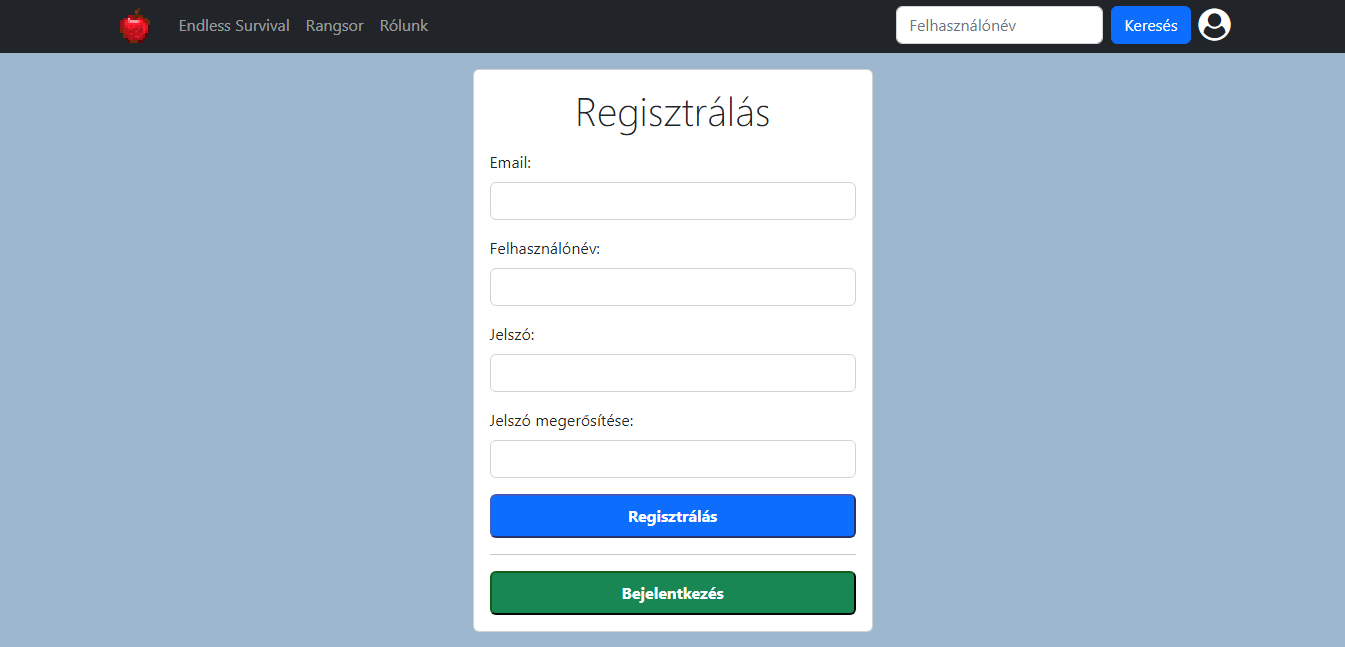 Endless Survival Rangsor Rólunk Felhasználónév Keresés
Regisztrálás
Email:
Felhasználónév:
Jelszó:
Jelszó megerősítése:
Regisztrálás
Bejelentkezés